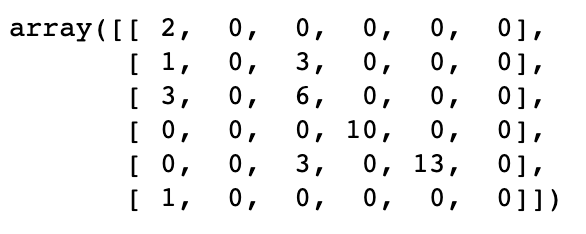 array([[ 2,  0,  0,  0,  0,  0],
       [ 1,  0,  3,  0,  0,  0],
       [ 3,  0,  6,  0,  0,  0],
       [ 0,  0,  0, 10,  0,  0],
       [ 0,  0,  3,  0, 13,  0],
       [ 1,  0,  0,  0,  0,  0]])